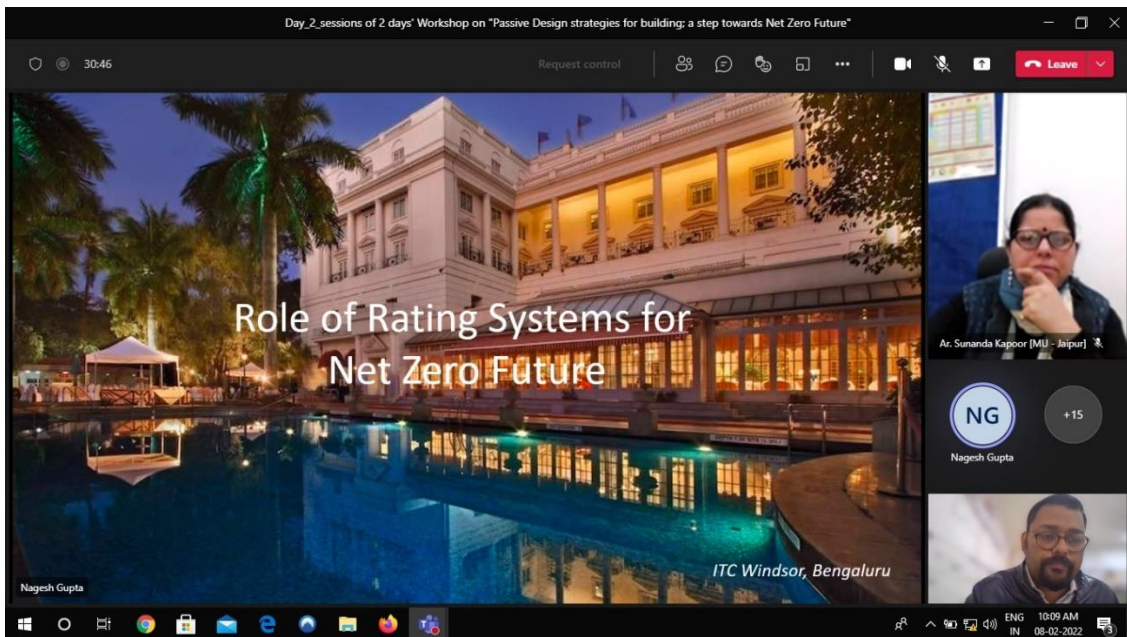 Day_2_sessions of 2 days' Workshop on "Passive Design strategies for building; a step towards Net Zero Future"
30:46
Request control
Leave
Role of Rating Systems for
Net Zero Future
ITC Windsor, Bengaluru
Nagesh Gupta
Ar. Sunanda Kapoor [MU - Jaipur]
NG
+15
Nagesh Gupta
ENG
IN
10:09 AM
08-02-2022
3